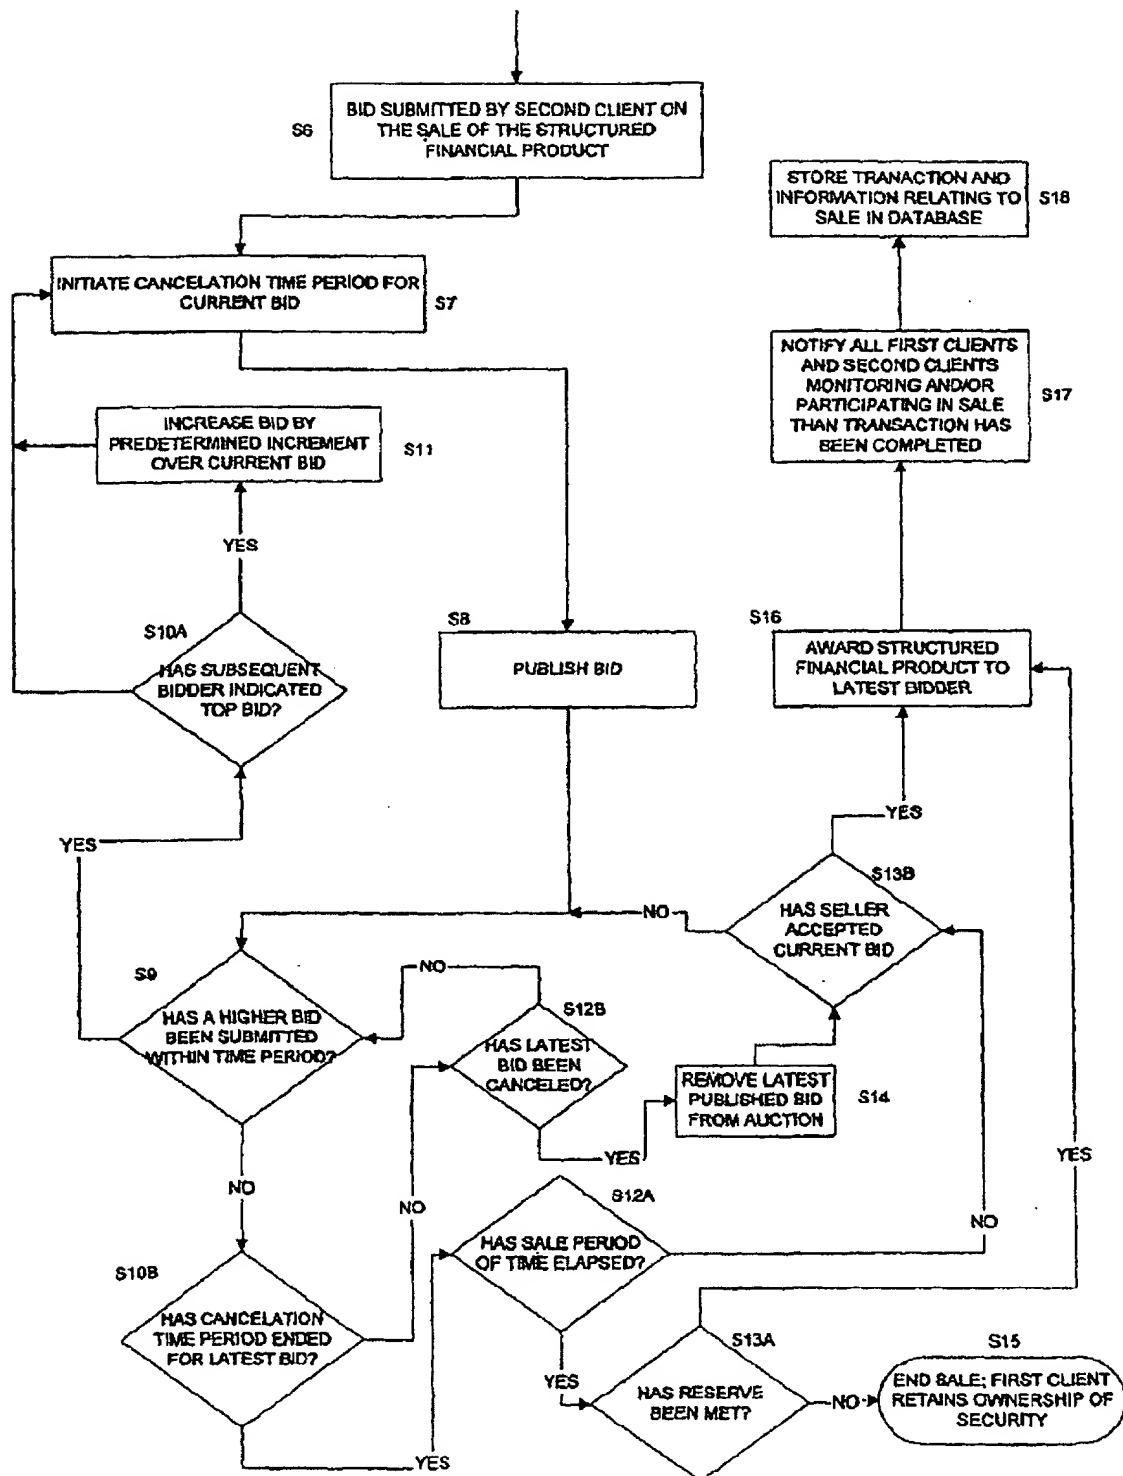 S6
BID SUBMITTED BY SECOND CLIENT ON
THE SALE OF THE STRUCTURED
FINANCIAL PRODUCT
STORE TRANACTION AND
INFORMATION RELATING TO
SALE IN DATABASE
S18
INITIATE CANCELATION TIME PERIOD FOR
CURRENT BID
S7
NOTIFY ALL FIRST CLIENTS
AND SECOND CLIENTS
MONITORING AND/OR
PARTICIPATING IN SALE
THAN TRANSACTION HAS
BEEN COMPLETED
S17
INCREASE BID BY
PREDETERMINED INCREMENT
OVER CURRENT BID
S11
YES
S10A
HAS SUBSEQUENT
BIDDER INDICATED
TOP BID?
S8
PUBLISH BID
S16
AWARD STRUCTURED
FINANCIAL PRODUCT TO
LATEST BIDDER
YES
YES
S13B
HAS SELLER
ACCEPTED
CURRENT BID
NO
S9
HAS A HIGHER BID
BEEN SUBMITTED
WITHIN TIME PERIOD?
NO
S12B
HAS LATEST
BID BEEN
CANCELED?
REMOVE LATEST
PUBLISHED BID
FROM AUCTION
S14
YES
YES
NO
NO
S12A
HAS SALE PERIOD
OF TIME ELAPSED?
NO
S10B
HAS CANCELATION
TIME PERIOD ENDED
FOR LATEST BID?
YES
YES
S13A
HAS RESERVE
BEEN MET?
NO
S15
END SALE; FIRST CLIENT
RETAINS OWNERSHIP OF
SECURITY